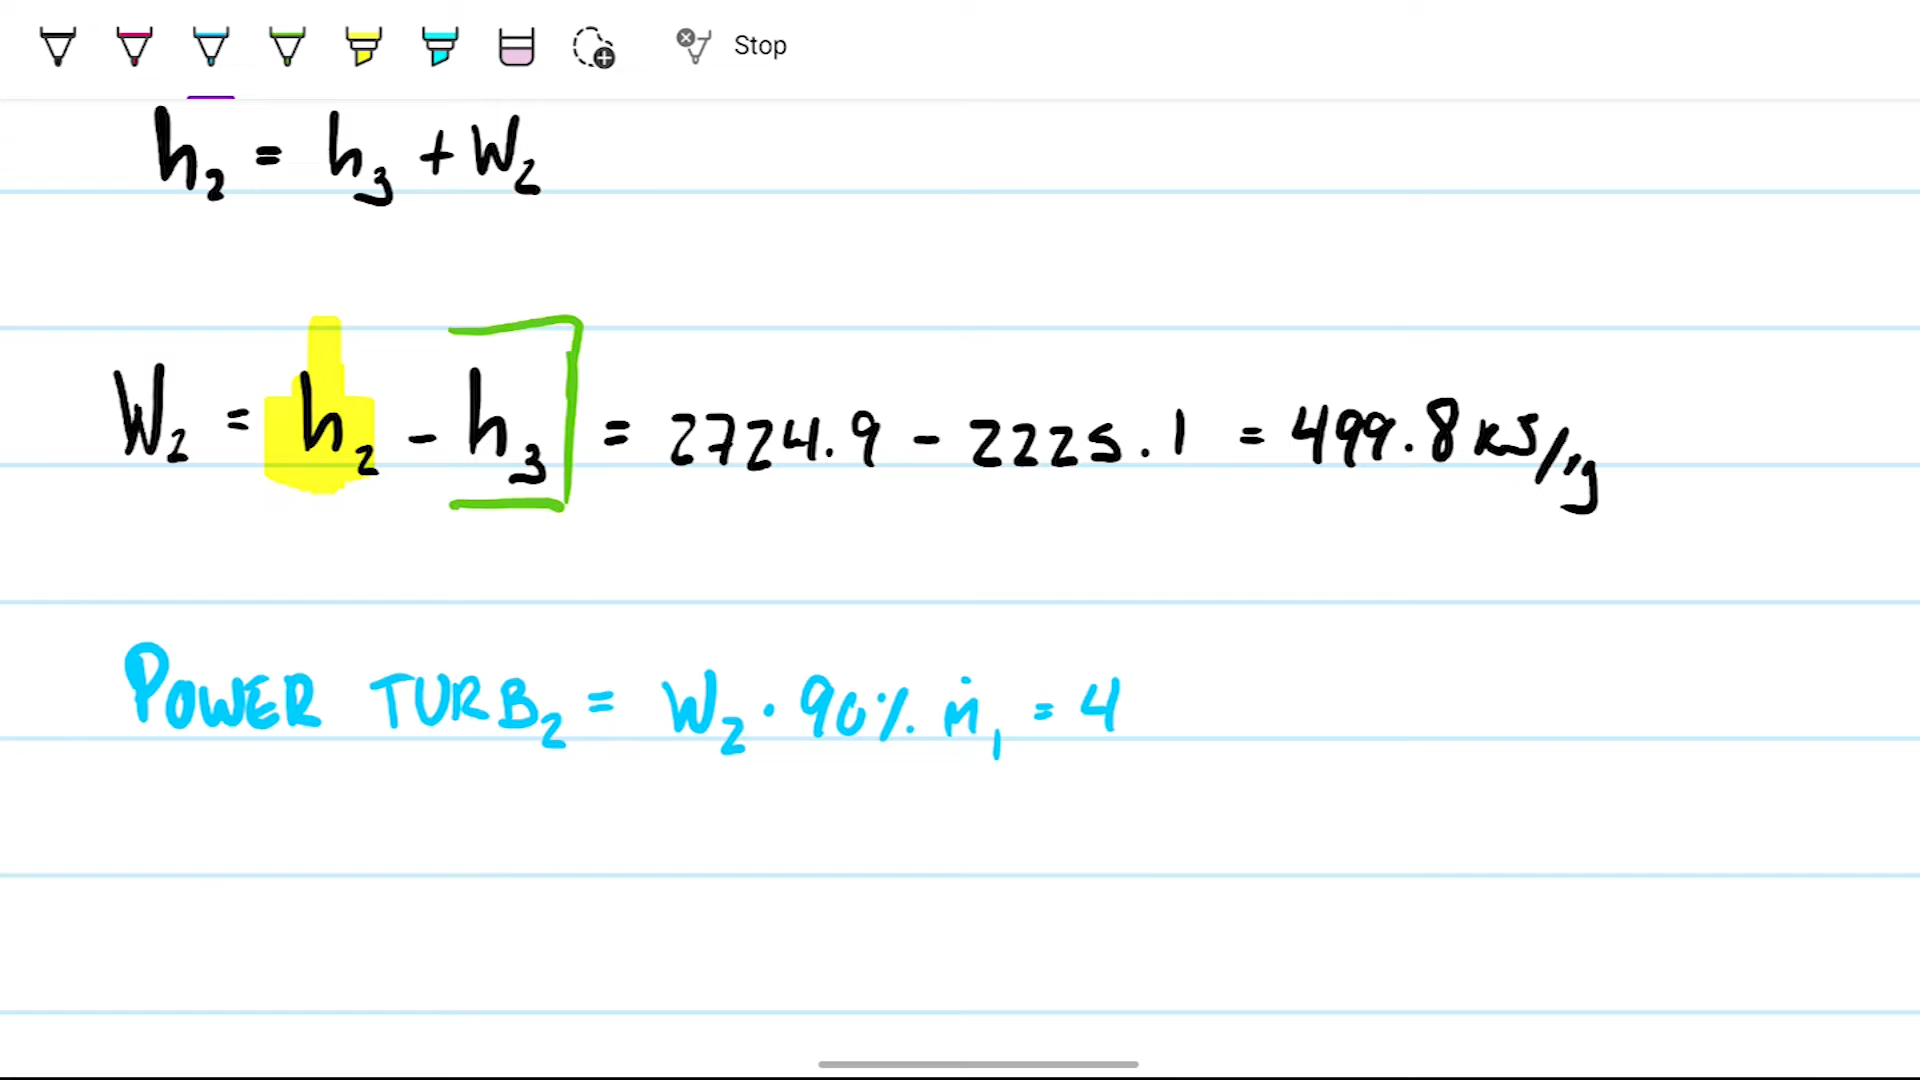 Stop
h₂ = h₃ + W₂
W₂ = h₂ - h₃ = 2724.9 - 2225.1 = 499.8 kJ/kg
POWER TURB₂ = W₂ · 90% ṁ₁ = 4